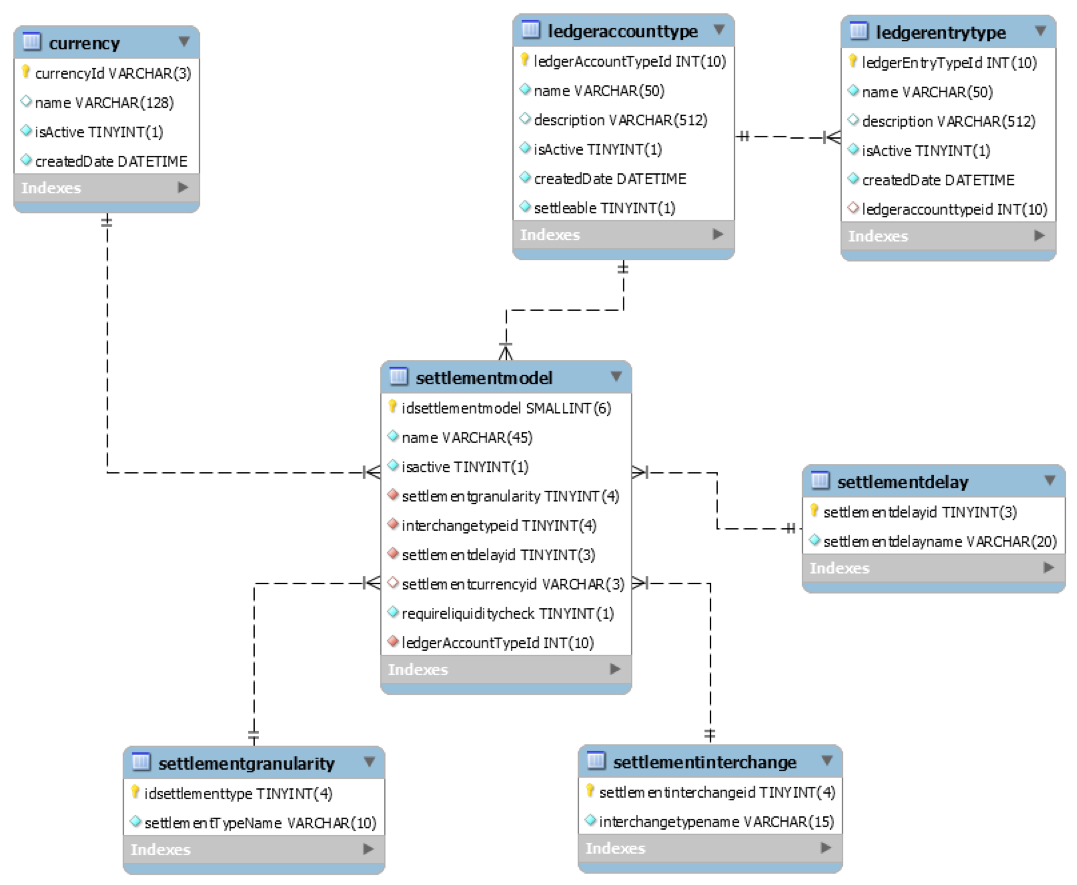 currency
currencyId VARCHAR(3)
name VARCHAR(128)
isActive TINYINT(1)
createdDate DATETIME
Indexes
ledgeraccounttype
ledgerAccountTypeId INT(10)
name VARCHAR(50)
description VARCHAR(512)
isActive TINYINT(1)
createdDate DATETIME
settleable TINYINT(1)
Indexes
ledgerentrytype
ledgerEntryTypeId INT(10)
name VARCHAR(50)
description VARCHAR(512)
isActive TINYINT(1)
createdDate DATETIME
ledgeraccounttypeid INT(10)
Indexes
settlementmodel
idsettlementmodel SMALLINT(6)
name VARCHAR(45)
isactive TINYINT(1)
settlementgranularity TINYINT(4)
interchangetypeid TINYINT(4)
settlementdelayid TINYINT(3)
settlementcurrencyid VARCHAR(3)
requireliquiditycheck TINYINT(1)
ledgerAccountTypeId INT(10)
Indexes
settlementdelay
settlementdelayid TINYINT(3)
settlementdelayname VARCHAR(20)
Indexes
settlementgranularity
idsettlementtype TINYINT(4)
settlementTypeName VARCHAR(10)
Indexes
settlementinterchange
settlementinterchangeid TINYINT(4)
interchangetypename VARCHAR(15)
Indexes